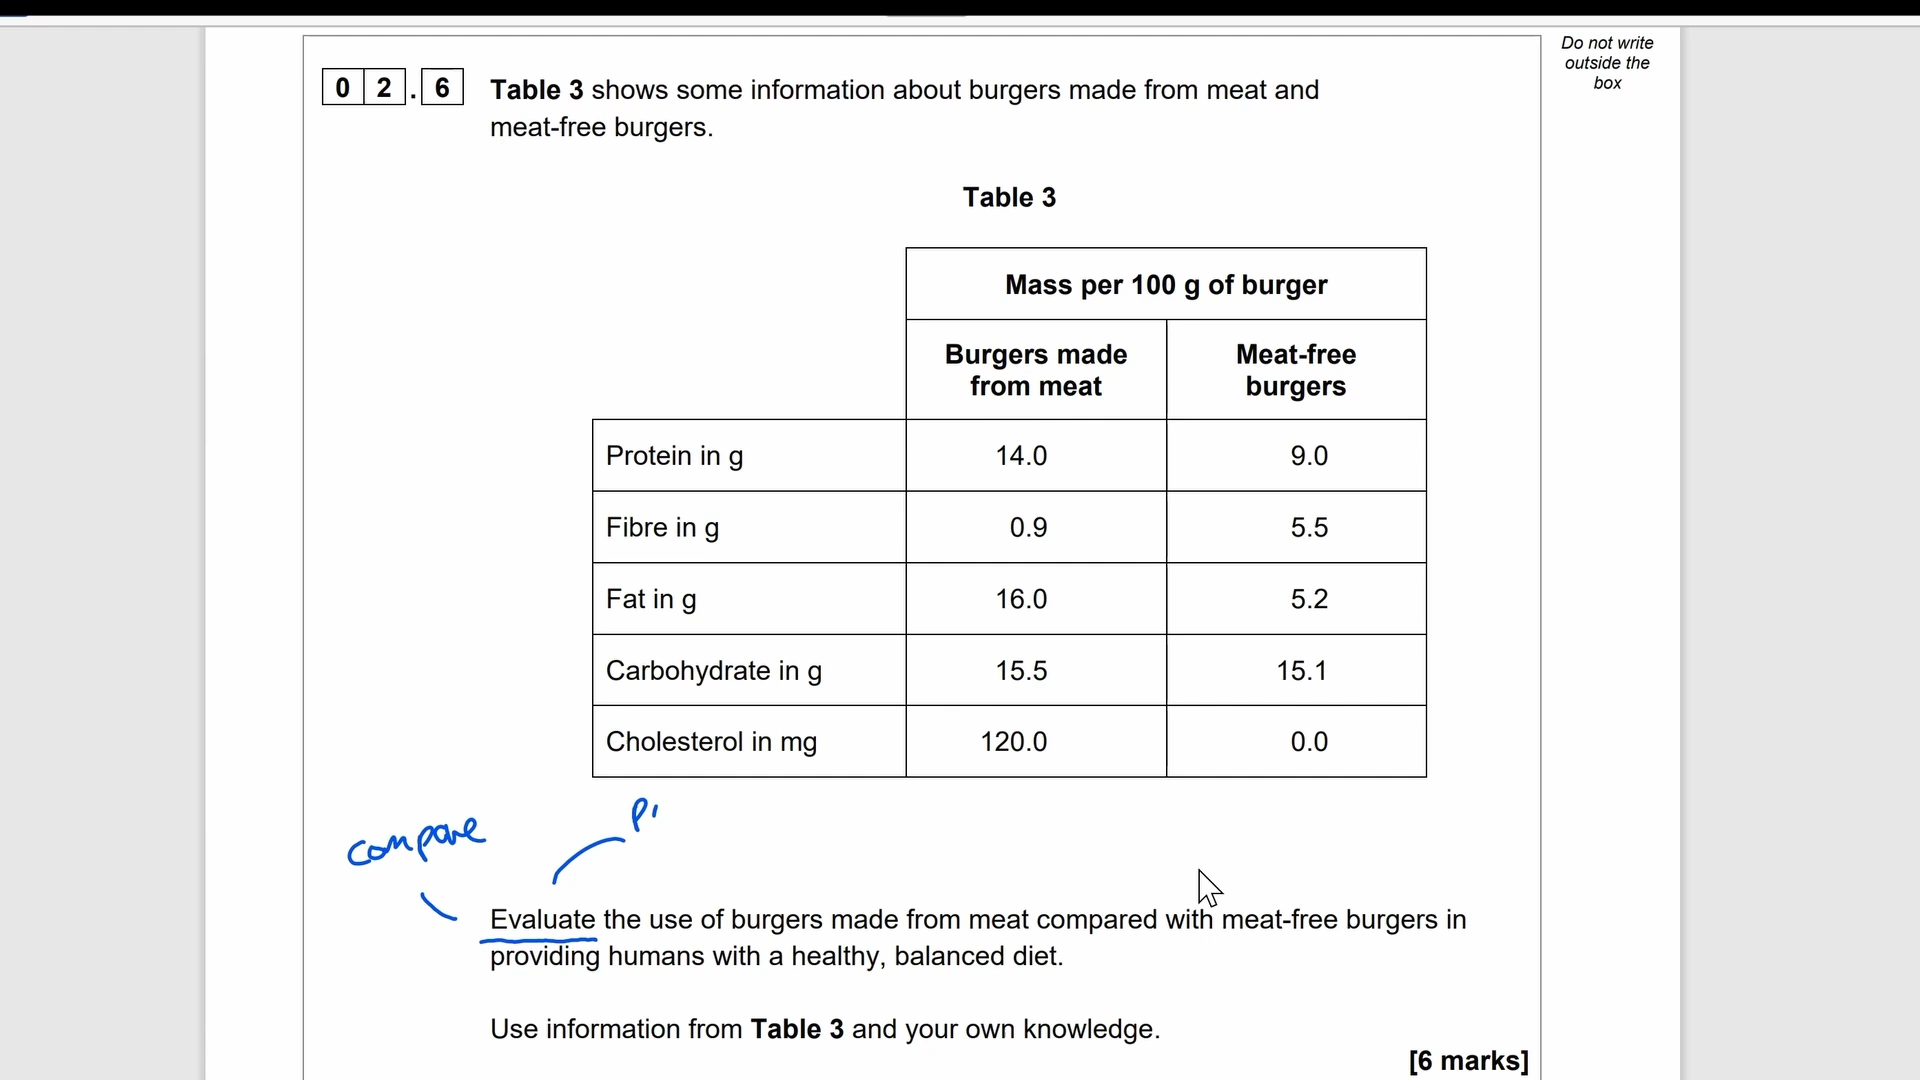 Do not write
outside the
box
02.6 Table 3 shows some information about burgers made from meat and
meat-free burgers.
Table 3
Mass per 100 g of burger
Burgers made
from meat
Meat-free
burgers
Protein in g 14.0 9.0
Fibre in g 0.9 5.5
Fat in g 16.0 5.2
Carbohydrate in g 15.5 15.1
Cholesterol in mg 120.0 0.0
compare
Evaluate the use of burgers made from meat compared with meat-free burgers in
providing humans with a healthy, balanced diet.
Use information from Table 3 and your own knowledge.
[6 marks]